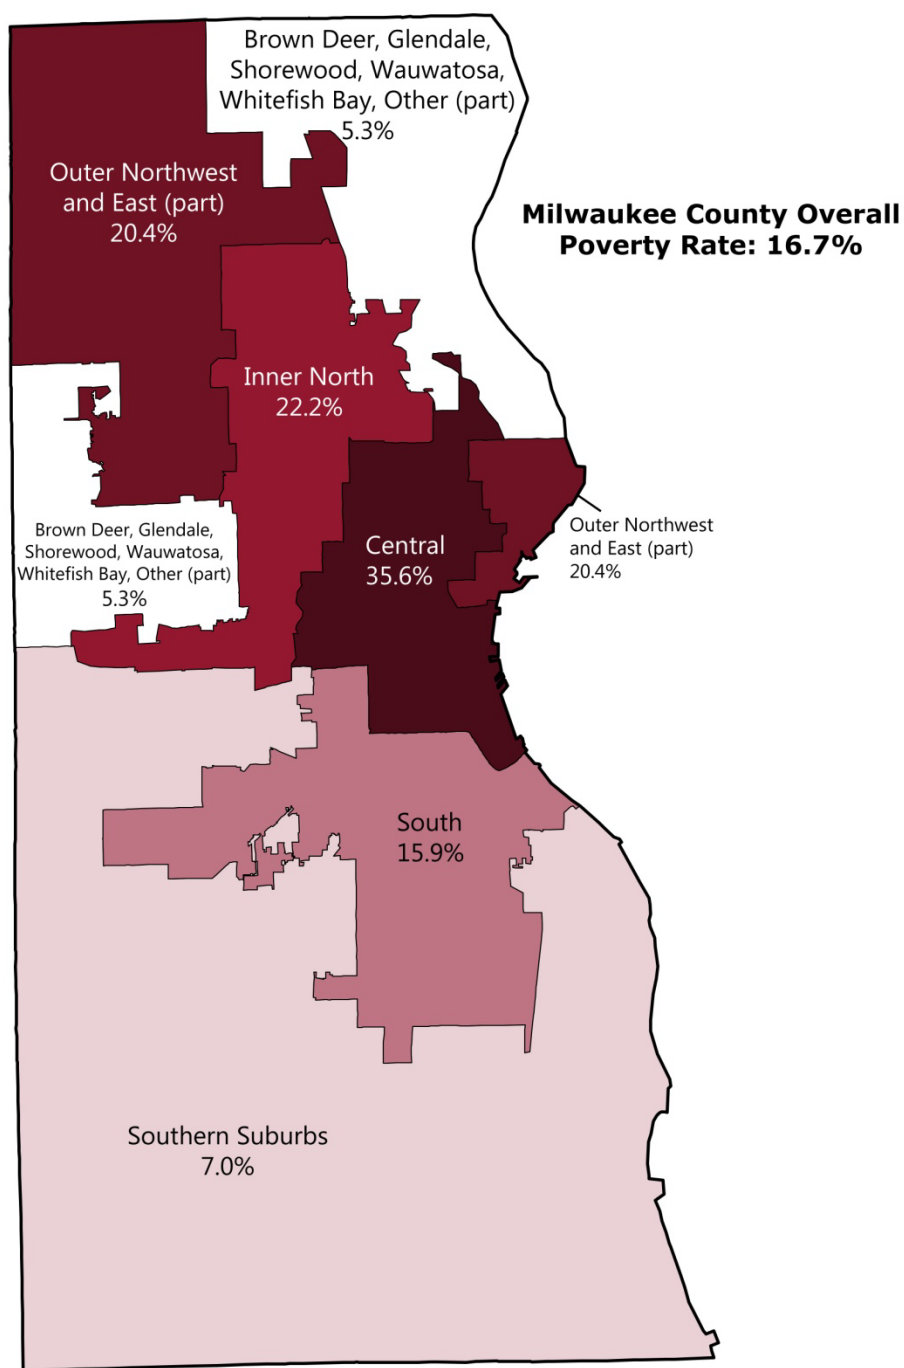 Brown Deer, Glendale,
Shorewood, Wauwatosa,
Whitefish Bay, Other (part)
5.3%
Outer Northwest
and East (part)
20.4%
Milwaukee County Overall
Poverty Rate: 16.7%
Inner North
22.2%
Brown Deer, Glendale,
Shorewood, Wauwatosa,
Whitefish Bay, Other (part)
5.3%
Central
35.6%
Outer Northwest
and East (part)
20.4%
South
15.9%
Southern Suburbs
7.0%